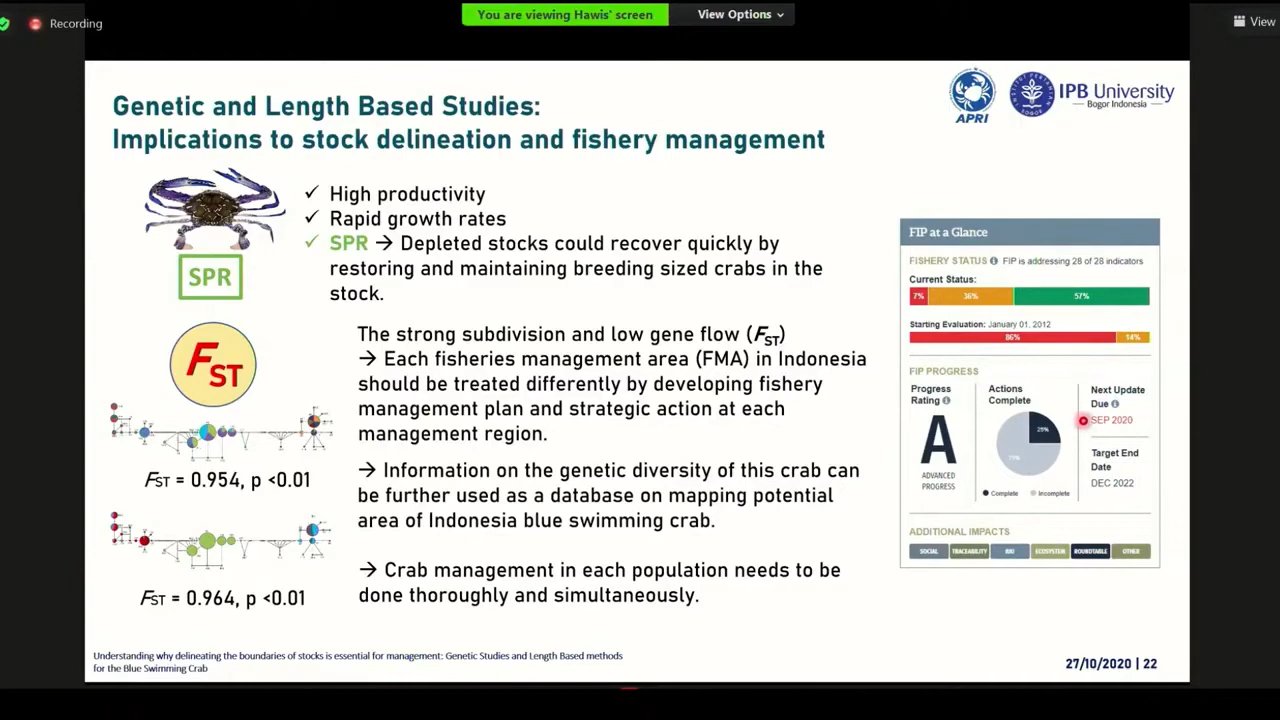 Recording
You are viewing Hawis' screen
View Options
View
Genetic and Length Based Studies:
Implications to stock delineation and fishery management
APRI
IPB University
Bogor Indonesia
✓ High productivity
✓ Rapid growth rates
✓ SPR → Depleted stocks could recover quickly by
restoring and maintaining breeding sized crabs in the
stock.
SPR
FST
The strong subdivision and low gene flow (FST)
→ Each fisheries management area (FMA) in Indonesia
should be treated differently by developing fishery
management plan and strategic action at each
management region.
FST = 0.954, p <0.01
→ Information on the genetic diversity of this crab can
be further used as a database on mapping potential
area of Indonesia blue swimming crab.
FST = 0.964, p <0.01
→ Crab management in each population needs to be
done thoroughly and simultaneously.
FIP at a Glance
FISHERY STATUS FIP is addressing 28 of 28 indicators
Current Status:
7% 36% 57%
Starting Evaluation: January 01, 2012
86% 14%
FIP PROGRESS
Progress
Rating
A
ADVANCED
PROGRESS
Actions
Complete
Complete Incomplete
Next Update
Due
SEP 2020
Target End
Date
DEC 2022
ADDITIONAL IMPACTS
SOCIAL TRACEABILITY ECOSYSTEM ROUNDTABLE OTHER
Understanding why delineating the boundaries of stocks is essential for management: Genetic Studies and Length Based methods
for the Blue Swimming Crab
27/10/2020 | 22